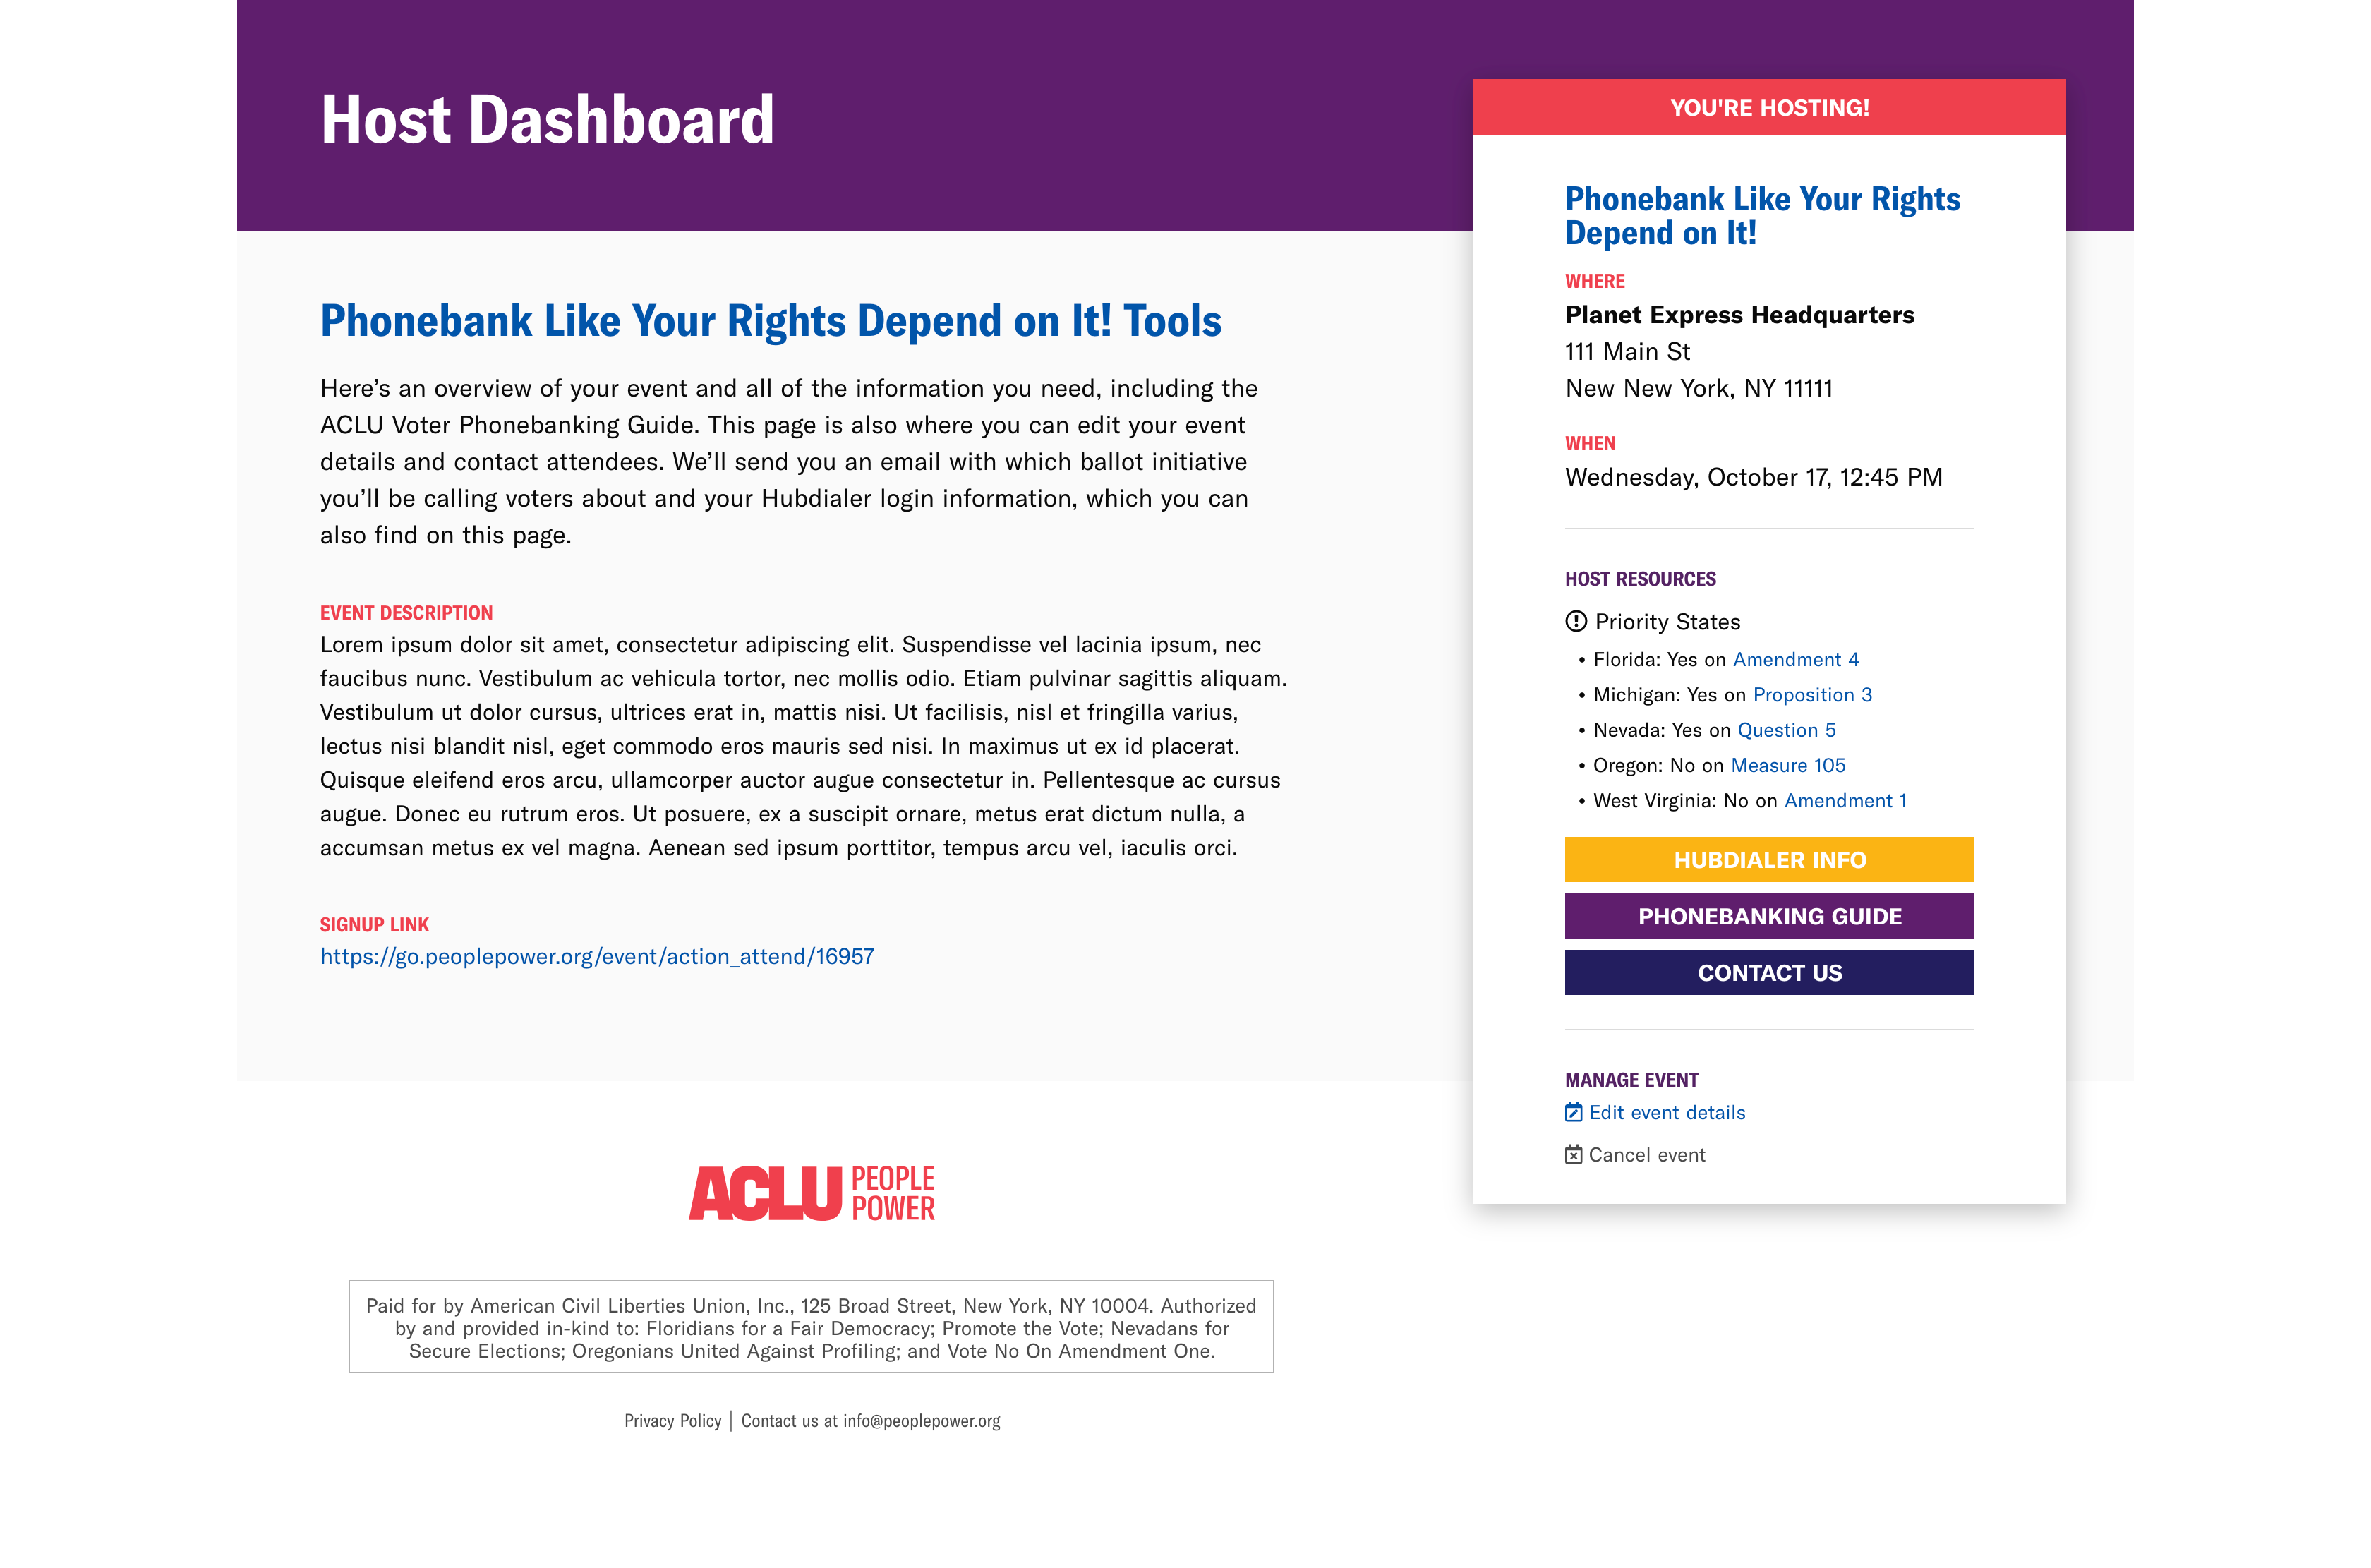 Host Dashboard
Phonebank Like Your Rights Depend on It! Tools
Here’s an overview of your event and all of the information you need, including the
ACLU Voter Phonebanking Guide. This page is also where you can edit your event
details and contact attendees. We’ll send you an email with which ballot initiative
you’ll be calling voters about and your Hubdialer login information, which you can
also find on this page.
EVENT DESCRIPTION
Lorem ipsum dolor sit amet, consectetur adipiscing elit. Suspendisse vel lacinia ipsum, nec
faucibus nunc. Vestibulum ac vehicula tortor, nec mollis odio. Etiam pulvinar sagittis aliquam.
Vestibulum ut dolor cursus, ultrices erat in, mattis nisi. Ut facilisis, nisl et fringilla varius,
lectus nisi blandit nisl, eget commodo eros mauris sed nisi. In maximus ut ex id placerat.
Quisque eleifend eros arcu, ullamcorper auctor augue consectetur in. Pellentesque ac cursus
augue. Donec eu rutrum eros. Ut posuere, ex a suscipit ornare, metus erat dictum nulla, a
accumsan metus ex vel magna. Aenean sed ipsum porttitor, tempus arcu vel, iaculis orci.
SIGNUP LINK
https://go.peoplepower.org/event/action_attend/16957
YOU'RE HOSTING!
Phonebank Like Your Rights
Depend on It!
WHERE
Planet Express Headquarters
111 Main St
New New York, NY 11111
WHEN
Wednesday, October 17, 12:45 PM
HOST RESOURCES
Priority States
• Florida: Yes on Amendment 4
• Michigan: Yes on Proposition 3
• Nevada: Yes on Question 5
• Oregon: No on Measure 105
• West Virginia: No on Amendment 1
HUBDIALER INFO
PHONEBANKING GUIDE
CONTACT US
MANAGE EVENT
Edit event details
Cancel event
ACLU PEOPLE
POWER
Paid for by American Civil Liberties Union, Inc., 125 Broad Street, New York, NY 10004. Authorized
by and provided in-kind to: Floridians for a Fair Democracy; Promote the Vote; Nevadans for
Secure Elections; Oregonians United Against Profiling; and Vote No On Amendment One.
Privacy Policy | Contact us at info@peoplepower.org